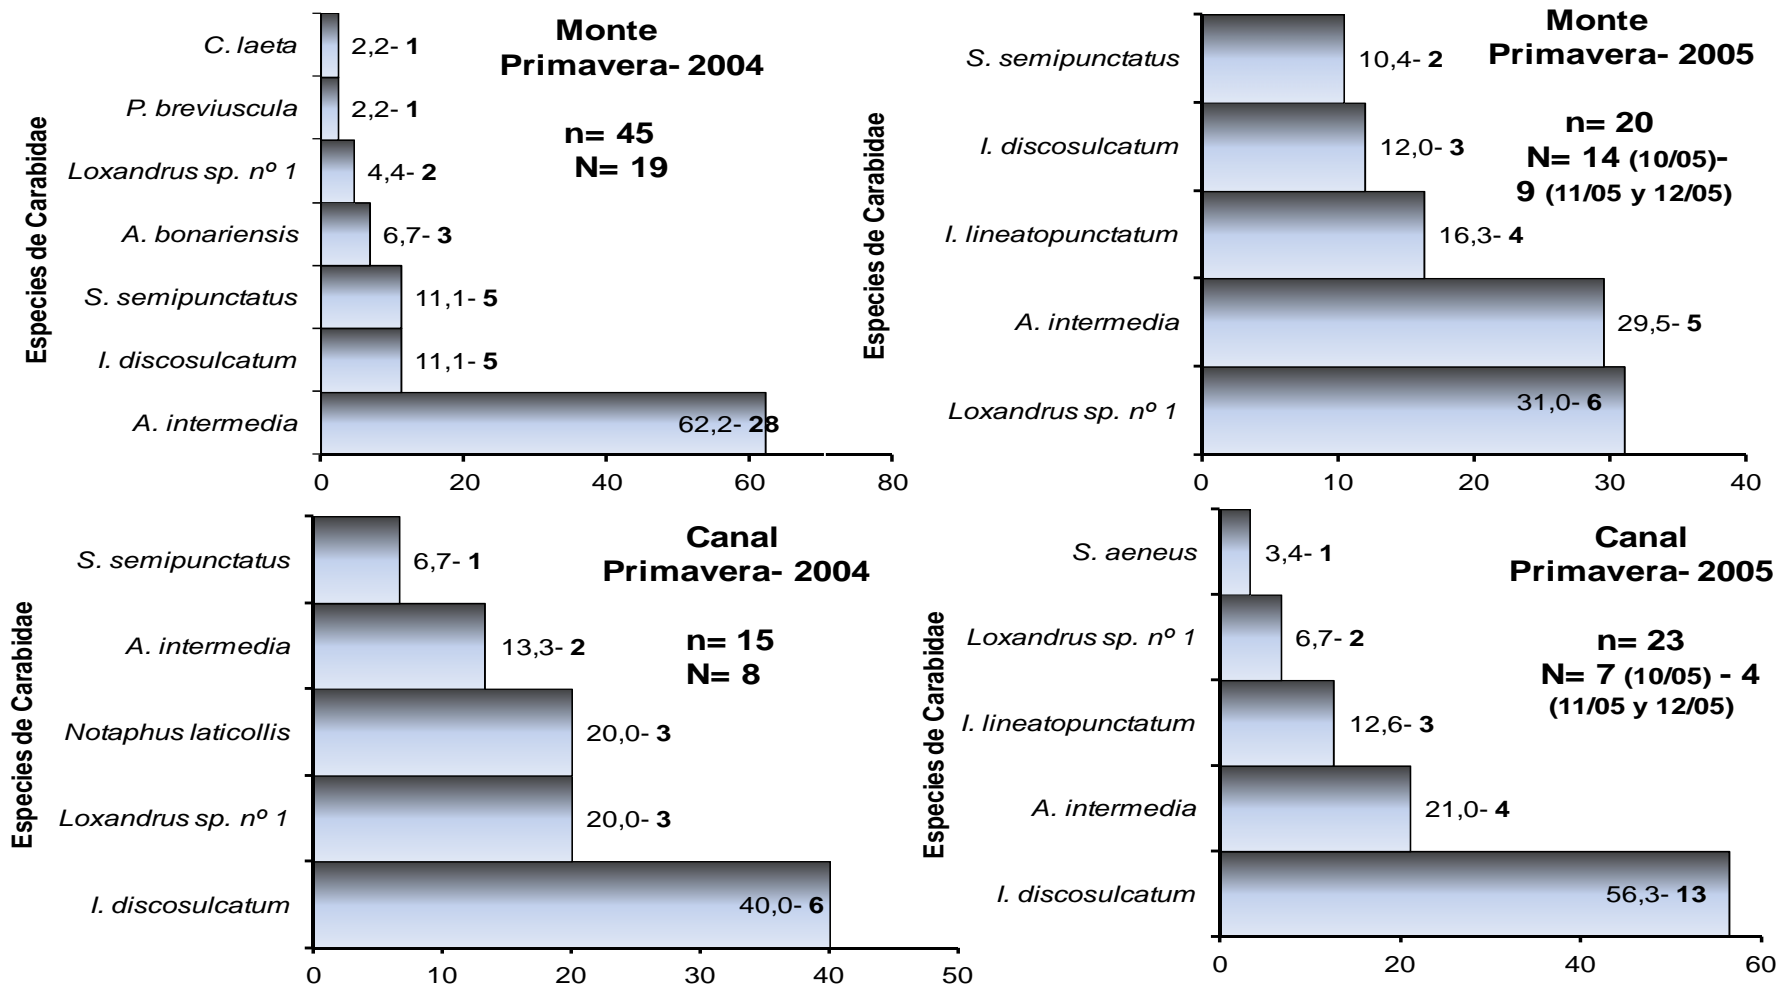 Monte
Primavera- 2004
n= 45
N= 19
Especies de Carabidae
C. laeta
2,2- 1
P. breviuscula
2,2- 1
Loxandrus sp. nº 1
4,4- 2
A. bonariensis
6,7- 3
S. semipunctatus
11,1- 5
I. discosulcatum
11,1- 5
A. intermedia
62,2- 28
0 20 40 60 80
Monte
Primavera- 2005
n= 20
N= 14 (10/05)-
9 (11/05 y 12/05)
Especies de Carabidae
S. semipunctatus
10,4- 2
I. discosulcatum
12,0- 3
I. lineatopunctatum
16,3- 4
A. intermedia
29,5- 5
Loxandrus sp. nº 1
31,0- 6
0 10 20 30 40
Canal
Primavera- 2004
n= 15
N= 8
Especies de Carabidae
S. semipunctatus
6,7- 1
A. intermedia
13,3- 2
Notaphus laticollis
20,0- 3
Loxandrus sp. nº 1
20,0- 3
I. discosulcatum
40,0- 6
0 10 20 30 40 50
Canal
Primavera- 2005
n= 23
N= 7 (10/05) - 4
(11/05 y 12/05)
Especies de Carabidae
S. aeneus
3,4- 1
Loxandrus sp. nº 1
6,7- 2
I. lineatopunctatum
12,6- 3
A. intermedia
21,0- 4
I. discosulcatum
56,3- 13
0 20 40 60